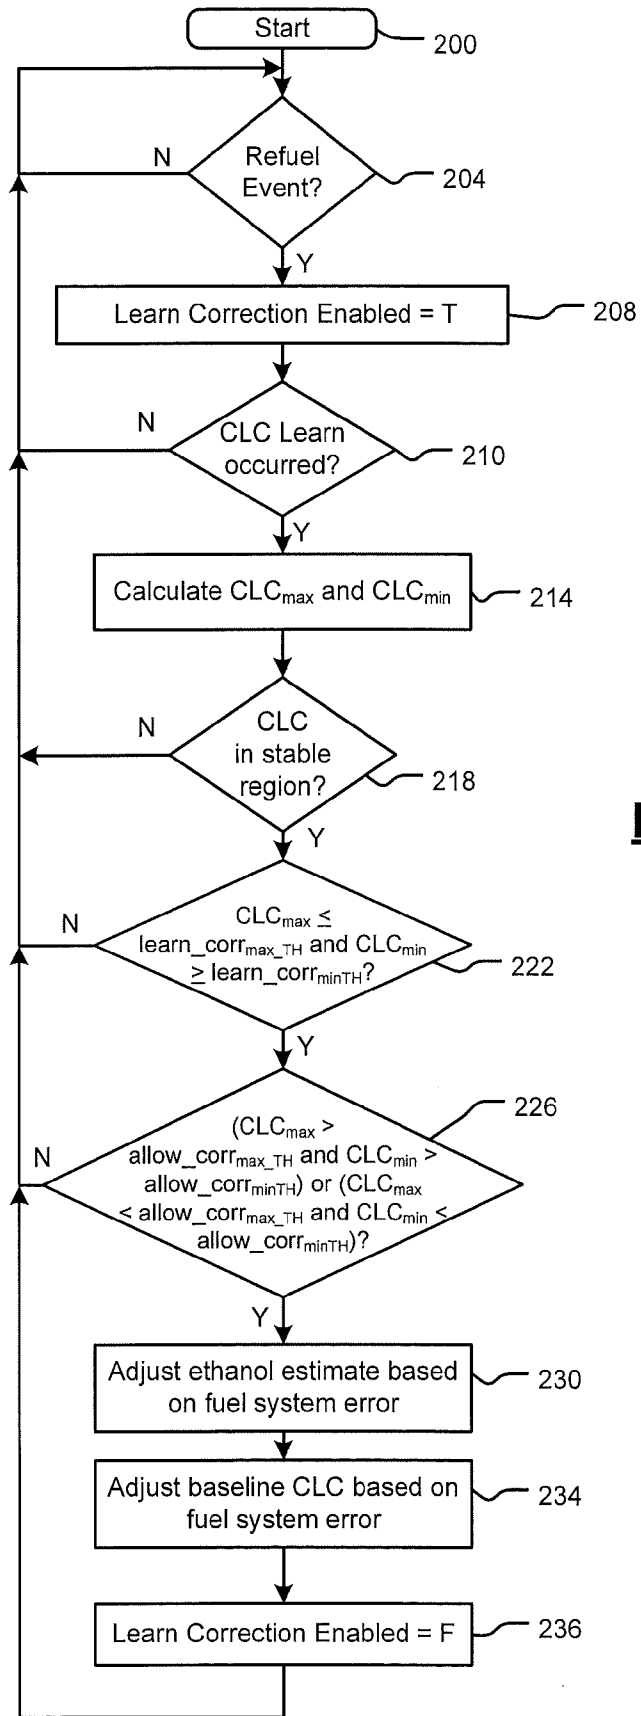 Start
200
Refuel
Event?
204
N
Y
Learn Correction Enabled = T
208
CLC Learn
occurred?
210
N
Y
Calculate CLCmax and CLCmin
214
CLC
in stable
region?
218
N
Y
CLCmax ≤
learn_corrmax_TH and CLCmin
≥ learn_corrminTH?
222
N
Y
(CLCmax >
allow_corrmax_TH and CLCmin >
allow_corrminTH) or (CLCmax
< allow_corrmax_TH and CLCmin <
allow_corrminTH)?
226
N
Y
Adjust ethanol estimate based
on fuel system error
230
Adjust baseline CLC based on
fuel system error
234
Learn Correction Enabled = F
236